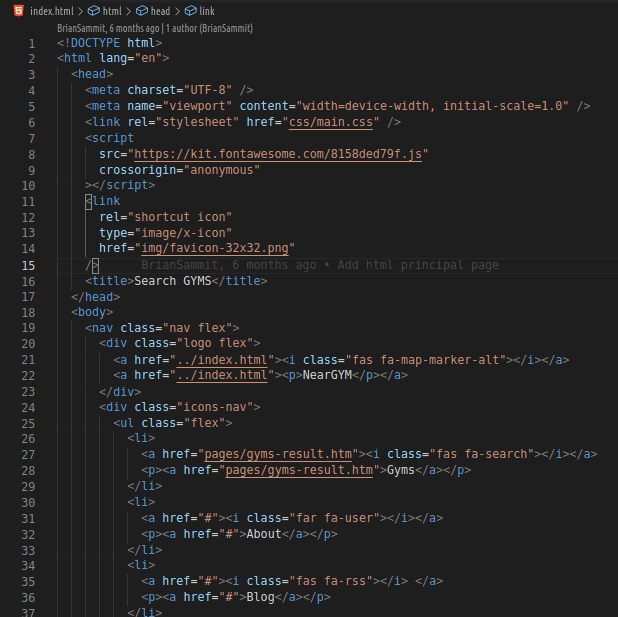 index.html > html > head > link
BrianSammit, 6 months ago | 1 author (BrianSammit)
1 <!DOCTYPE html>
2 <html lang="en">
3 <head>
4 <meta charset="UTF-8" />
5 <meta name="viewport" content="width=device-width, initial-scale=1.0" />
6 <link rel="stylesheet" href="css/main.css" />
7 <script
8 src="https://kit.fontawesome.com/8158ded79f.js"
9 crossorigin="anonymous"
10 ></script>
11 <link
12 rel="shortcut icon"
13 type="image/x-icon"
14 href="img/favicon-32x32.png"
15 /> BrianSammit, 6 months ago • Add html principal page
16 <title>Search GYMS</title>
17 </head>
18 <body>
19 <nav class="nav flex">
20 <div class="logo flex">
21 <a href="../index.html"><i class="fas fa-map-marker-alt"></i></a>
22 <a href="../index.html"><p>NearGYM</p></a>
23 </div>
24 <div class="icons-nav">
25 <ul class="flex">
26 <li>
27 <a href="pages/gyms-result.htm"><i class="fas fa-search"></i></a>
28 <p><a href="pages/gyms-result.htm">Gyms</a></p>
29 </li>
30 <li>
31 <a href="#"><i class="far fa-user"></i></a>
32 <p><a href="#">About</a></p>
33 </li>
34 <li>
35 <a href="#"><i class="fas fa-rss"></i> </a>
36 <p><a href="#">Blog</a></p>
37 </li>